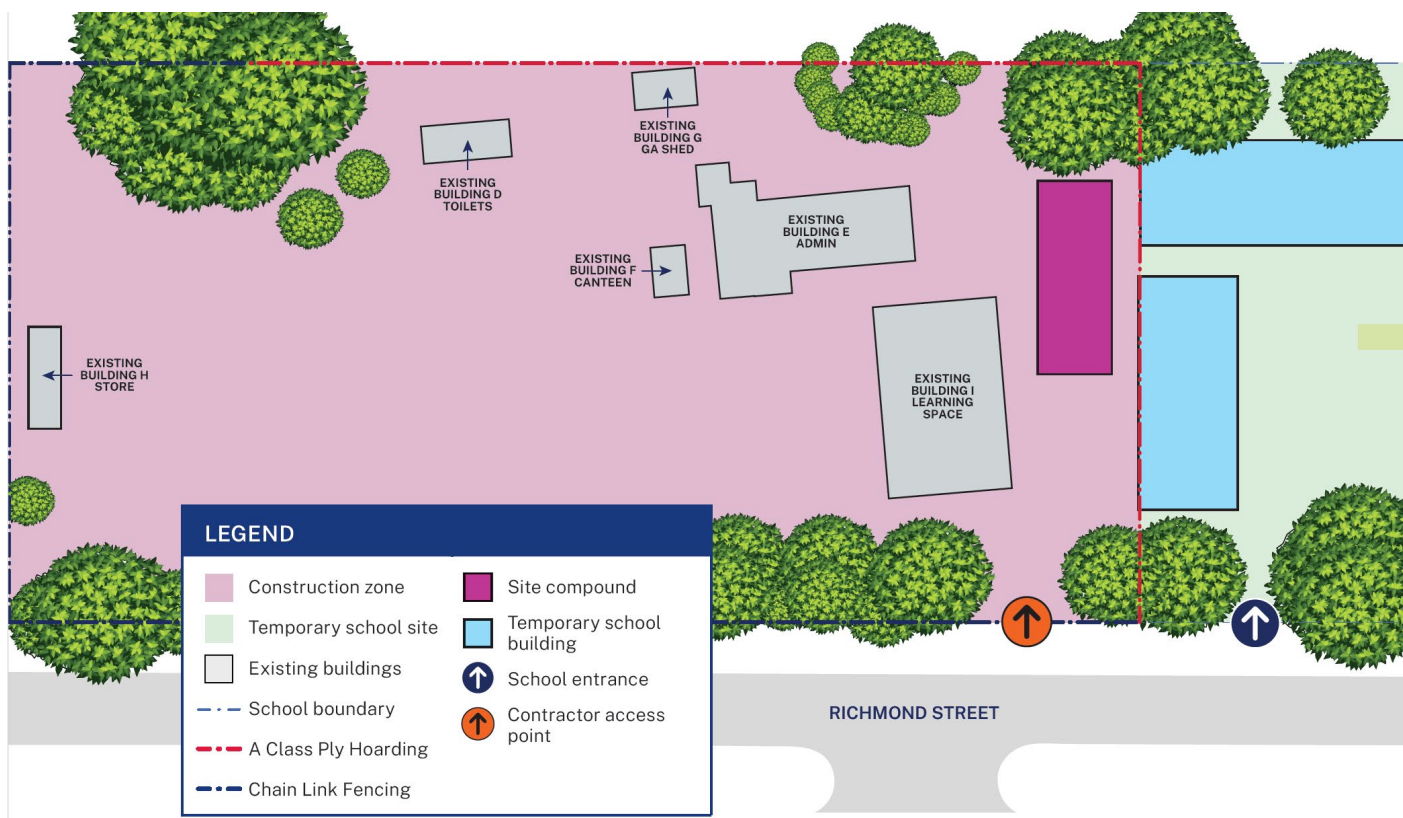 EXISTING
BUILDING G
GA SHED
EXISTING
BUILDING D
TOILETS
EXISTING
BUILDING E
ADMIN
EXISTING
BUILDING F
CANTEEN
EXISTING
BUILDING H
STORE
EXISTING
BUILDING I
LEARNING
SPACE
LEGEND
Construction zone
Temporary school site
Existing buildings
School boundary
A Class Ply Hoarding
Chain Link Fencing
Site compound
Temporary school
building
School entrance
Contractor access
point
RICHMOND STREET